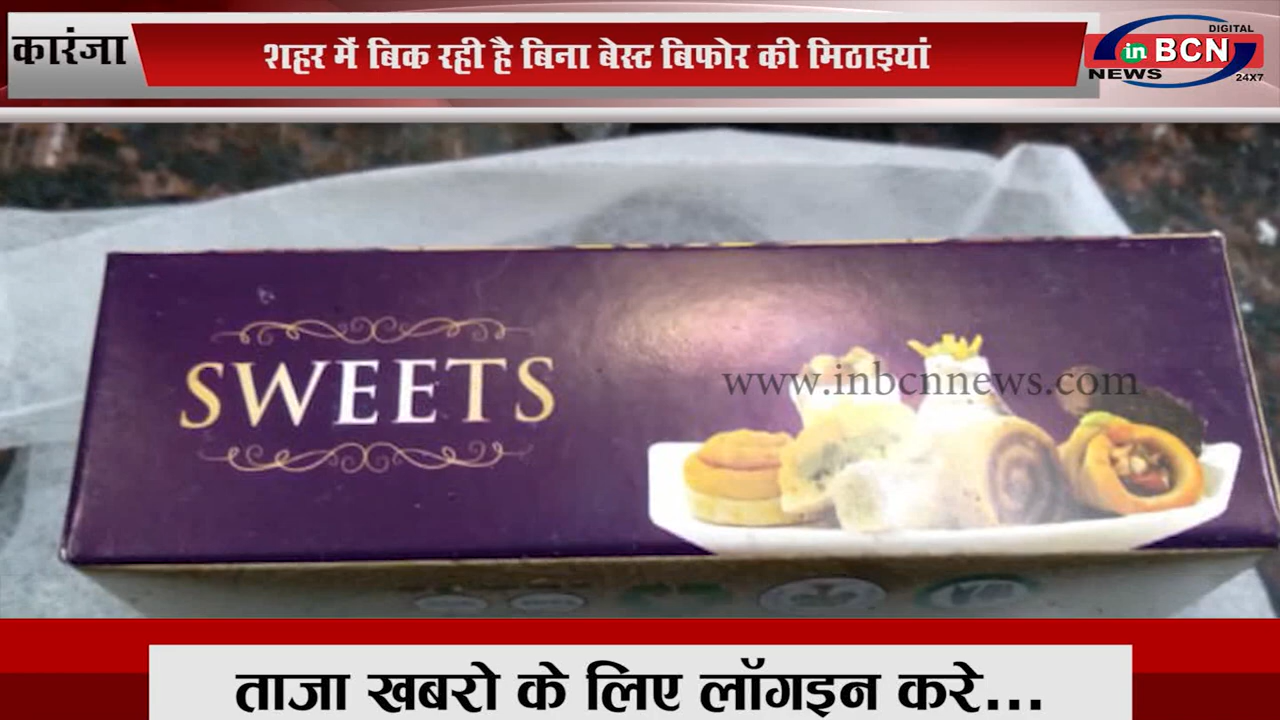 कारंजा
शहर में बिक रही है बिना बेस्ट बिफोर की मिठाइयां
DIGITAL
in BCN
NEWS
24X7
SWEETS
www.inbcnnews.com
ताजा खबरो के लिए लॉगइन करे...